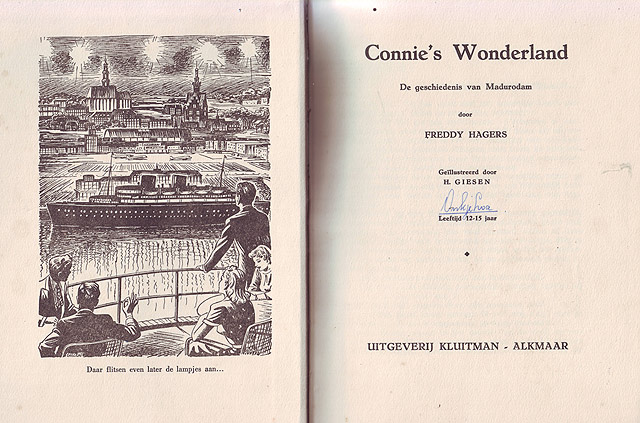 Daar flitsen even later de lampjes aan...
Connie's Wonderland
De geschiedenis van Madurodam
door
FREDDY HAGERS
Geïllustreerd door
H. GIESEN
Leeftijd 12-15 jaar
UITGEVERIJ KLUITMAN - ALKMAAR